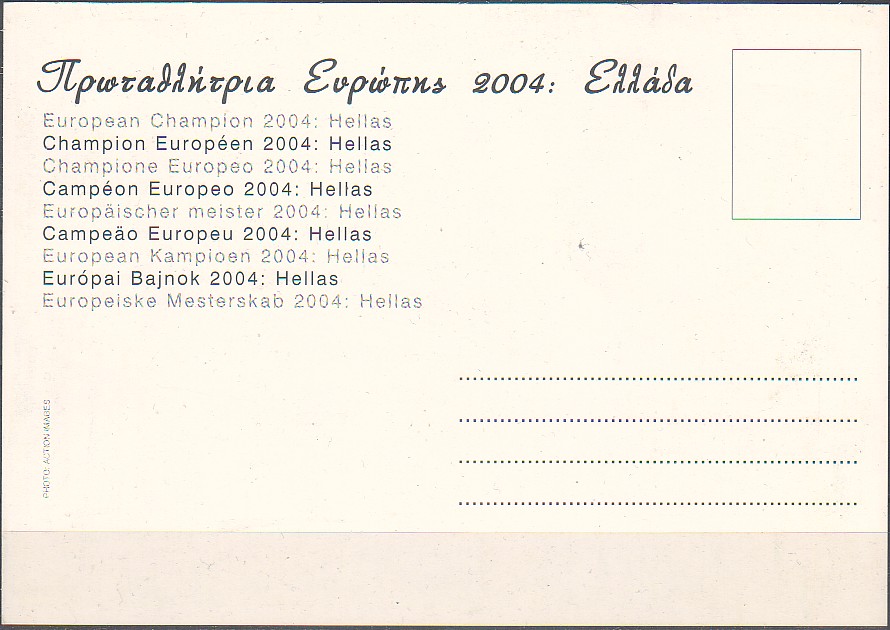 Πρωταθλήτρια Ευρώπης 2004: Ελλάδα
European Champion 2004: Hellas
Champion Européen 2004: Hellas
Championе Europeo 2004: Hellas
Campéon Europeo 2004: Hellas
Europäischer meister 2004: Hellas
Campeäo Europeu 2004: Hellas
European Kampioen 2004: Hellas
Európai Bajnok 2004: Hellas
Europeiske Mesterskab 2004: Hellas
PHOTO: ACTION IMAGES